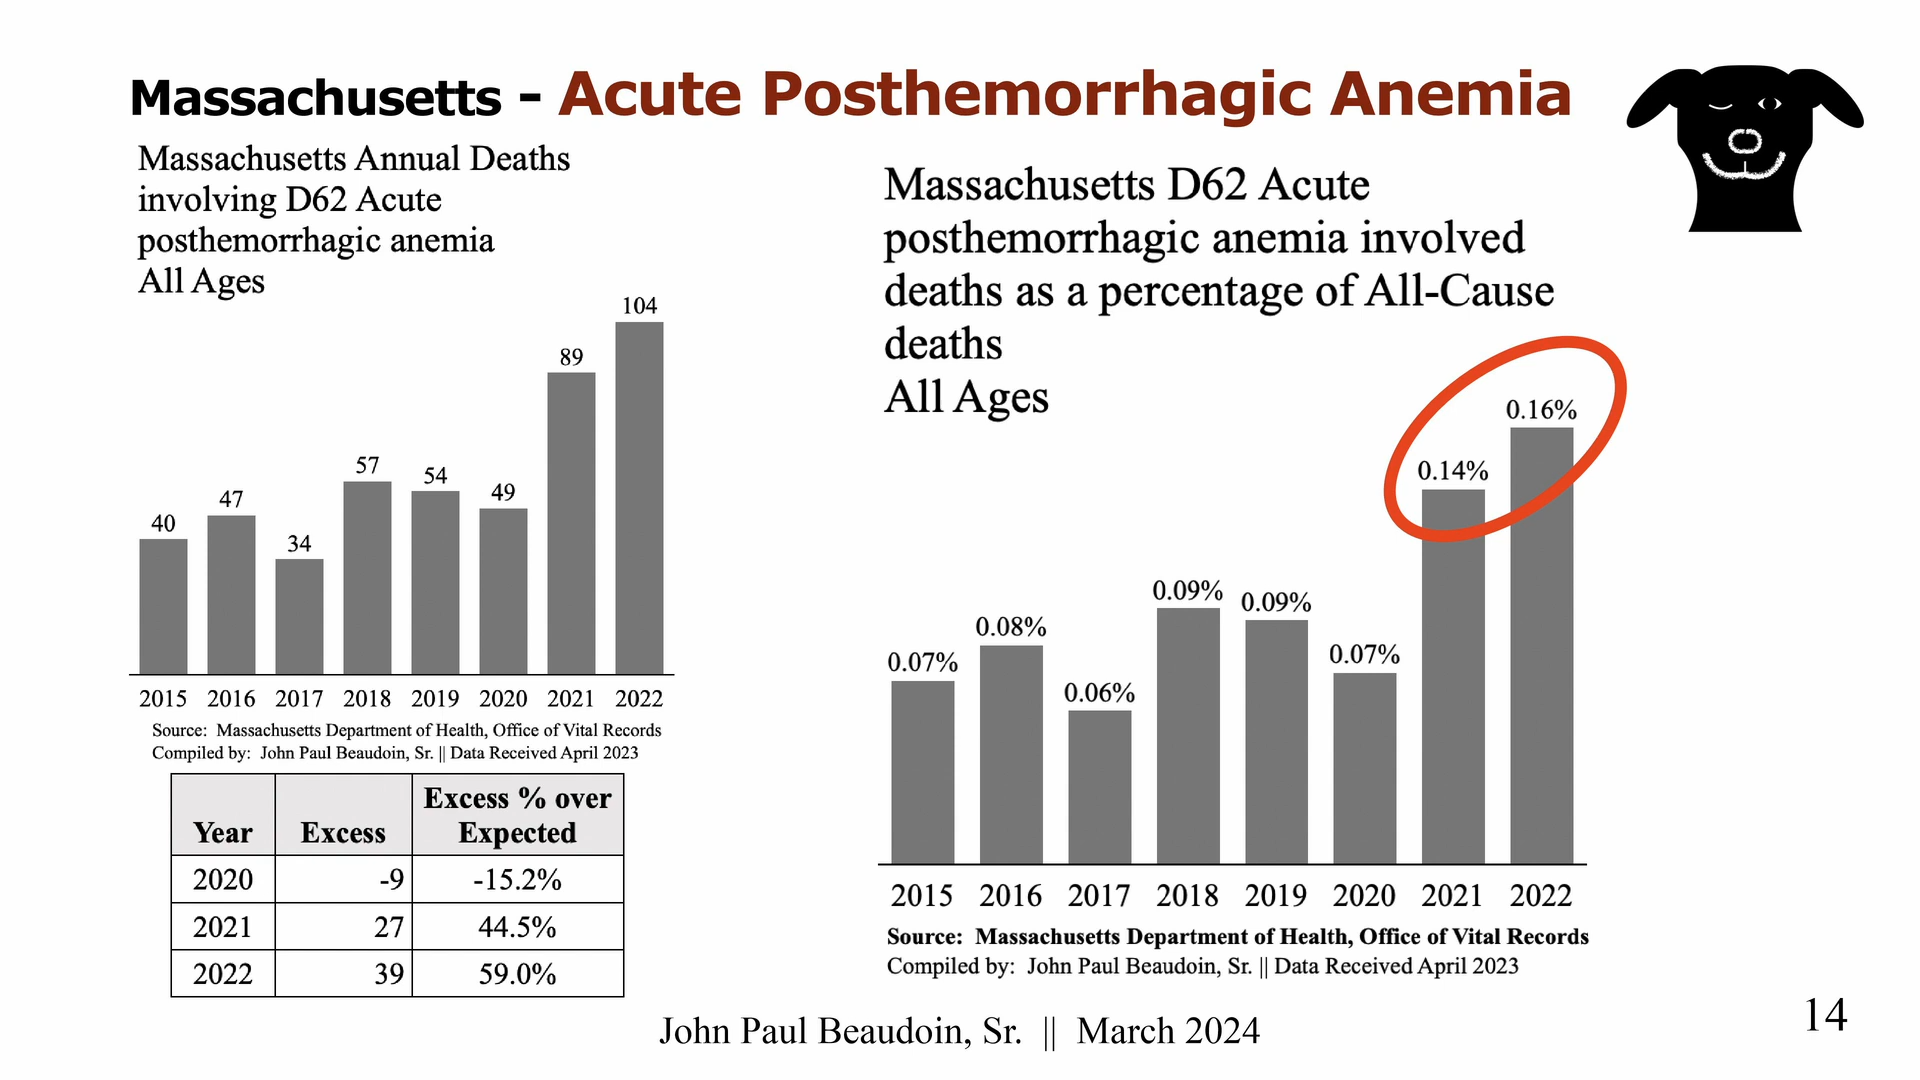 Massachusetts - Acute Posthemorrhagic Anemia
Massachusetts Annual Deaths
involving D62 Acute
posthemorrhagic anemia
All Ages
104
89
57
54
49
47
40
34
2015 2016 2017 2018 2019 2020 2021 2022
Source: Massachusetts Department of Health, Office of Vital Records
Compiled by: John Paul Beaudoin, Sr. || Data Received April 2023
Year Excess Excess % over Expected
2020 -9 -15.2%
2021 27 44.5%
2022 39 59.0%
Massachusetts D62 Acute
posthemorrhagic anemia involved
deaths as a percentage of All-Cause
deaths
All Ages
0.16%
0.14%
0.09%
0.09%
0.08%
0.07%
0.07%
0.06%
2015 2016 2017 2018 2019 2020 2021 2022
Source: Massachusetts Department of Health, Office of Vital Records
Compiled by: John Paul Beaudoin, Sr. || Data Received April 2023
John Paul Beaudoin, Sr. || March 2024
14